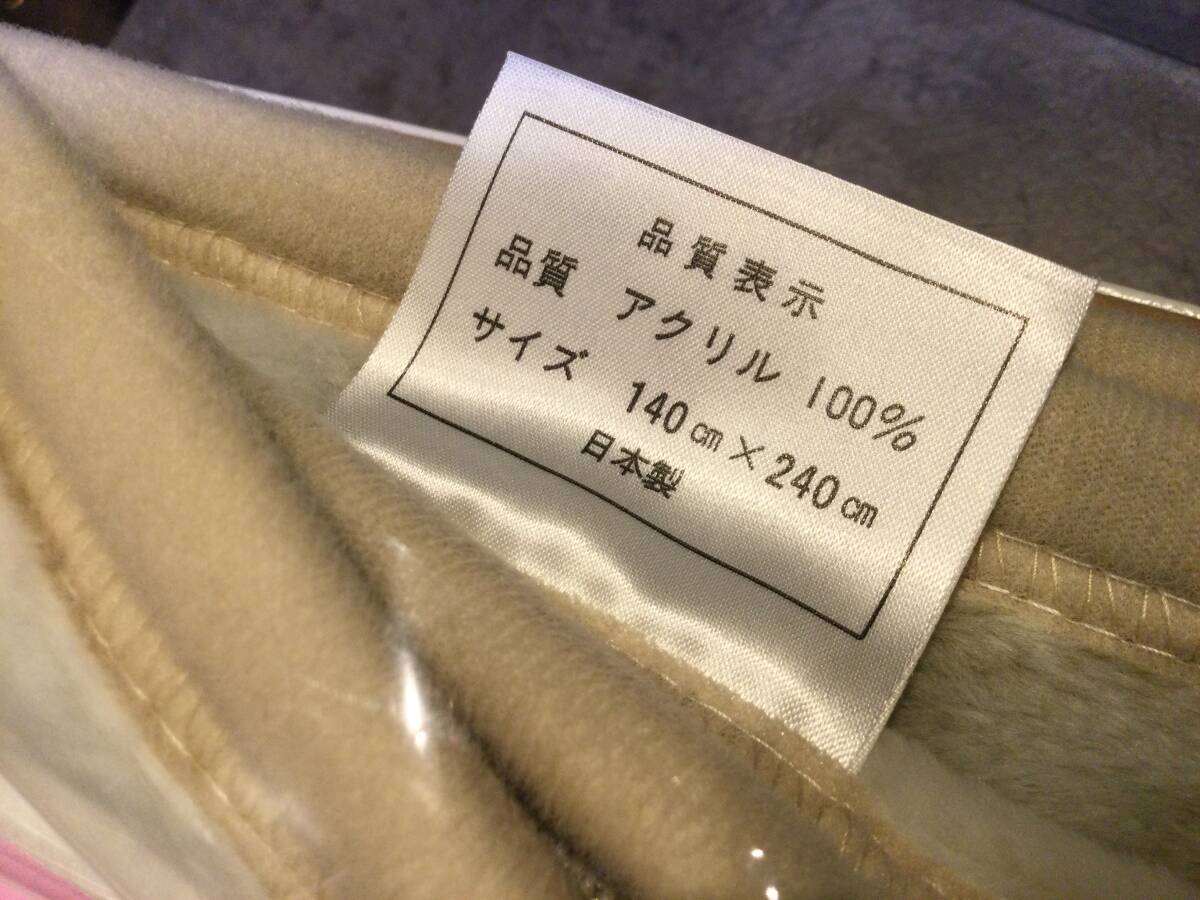 品質表示
品質 アクリル 100%
サイズ 140㎝×240㎝
日本製